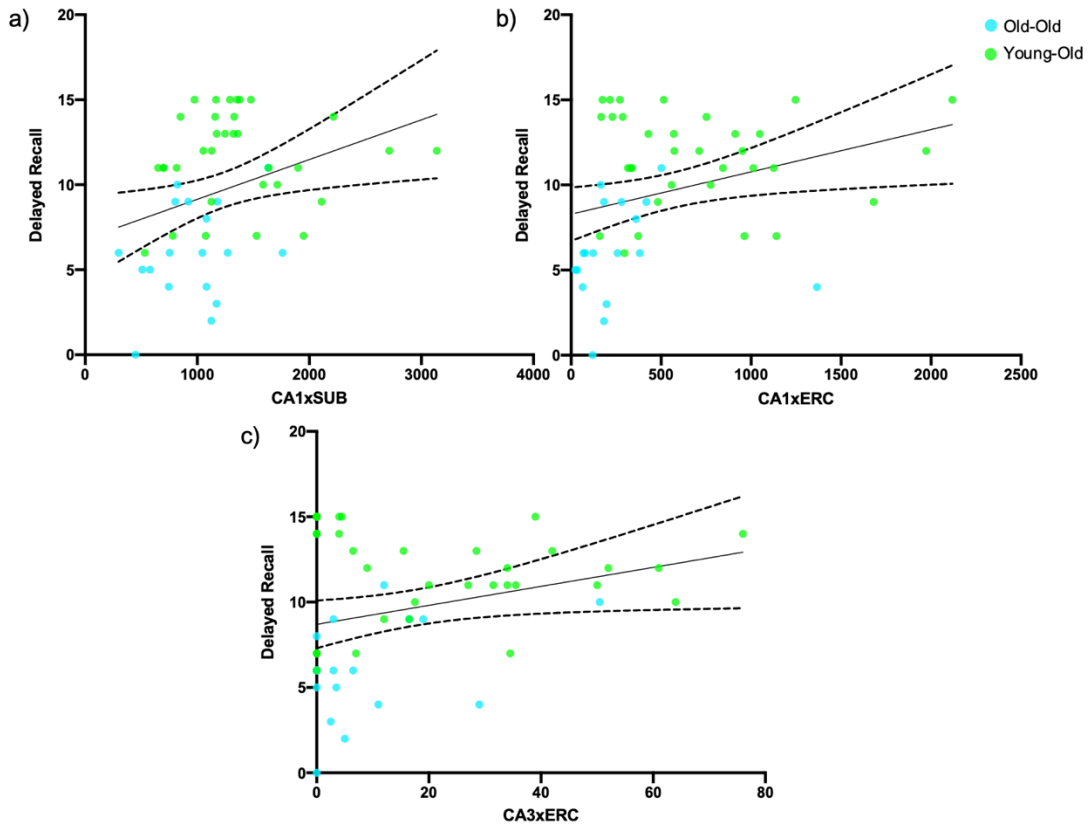 a)
20
15
10
5
0
Delayed Recall
0 1000 2000 3000 4000
CA1xSUB
b)
20
15
10
5
0
Delayed Recall
0 500 1000 1500 2000 2500
CA1xERC
Old-Old
Young-Old
c)
20
15
10
5
0
Delayed Recall
0 20 40 60 80
CA3xERC